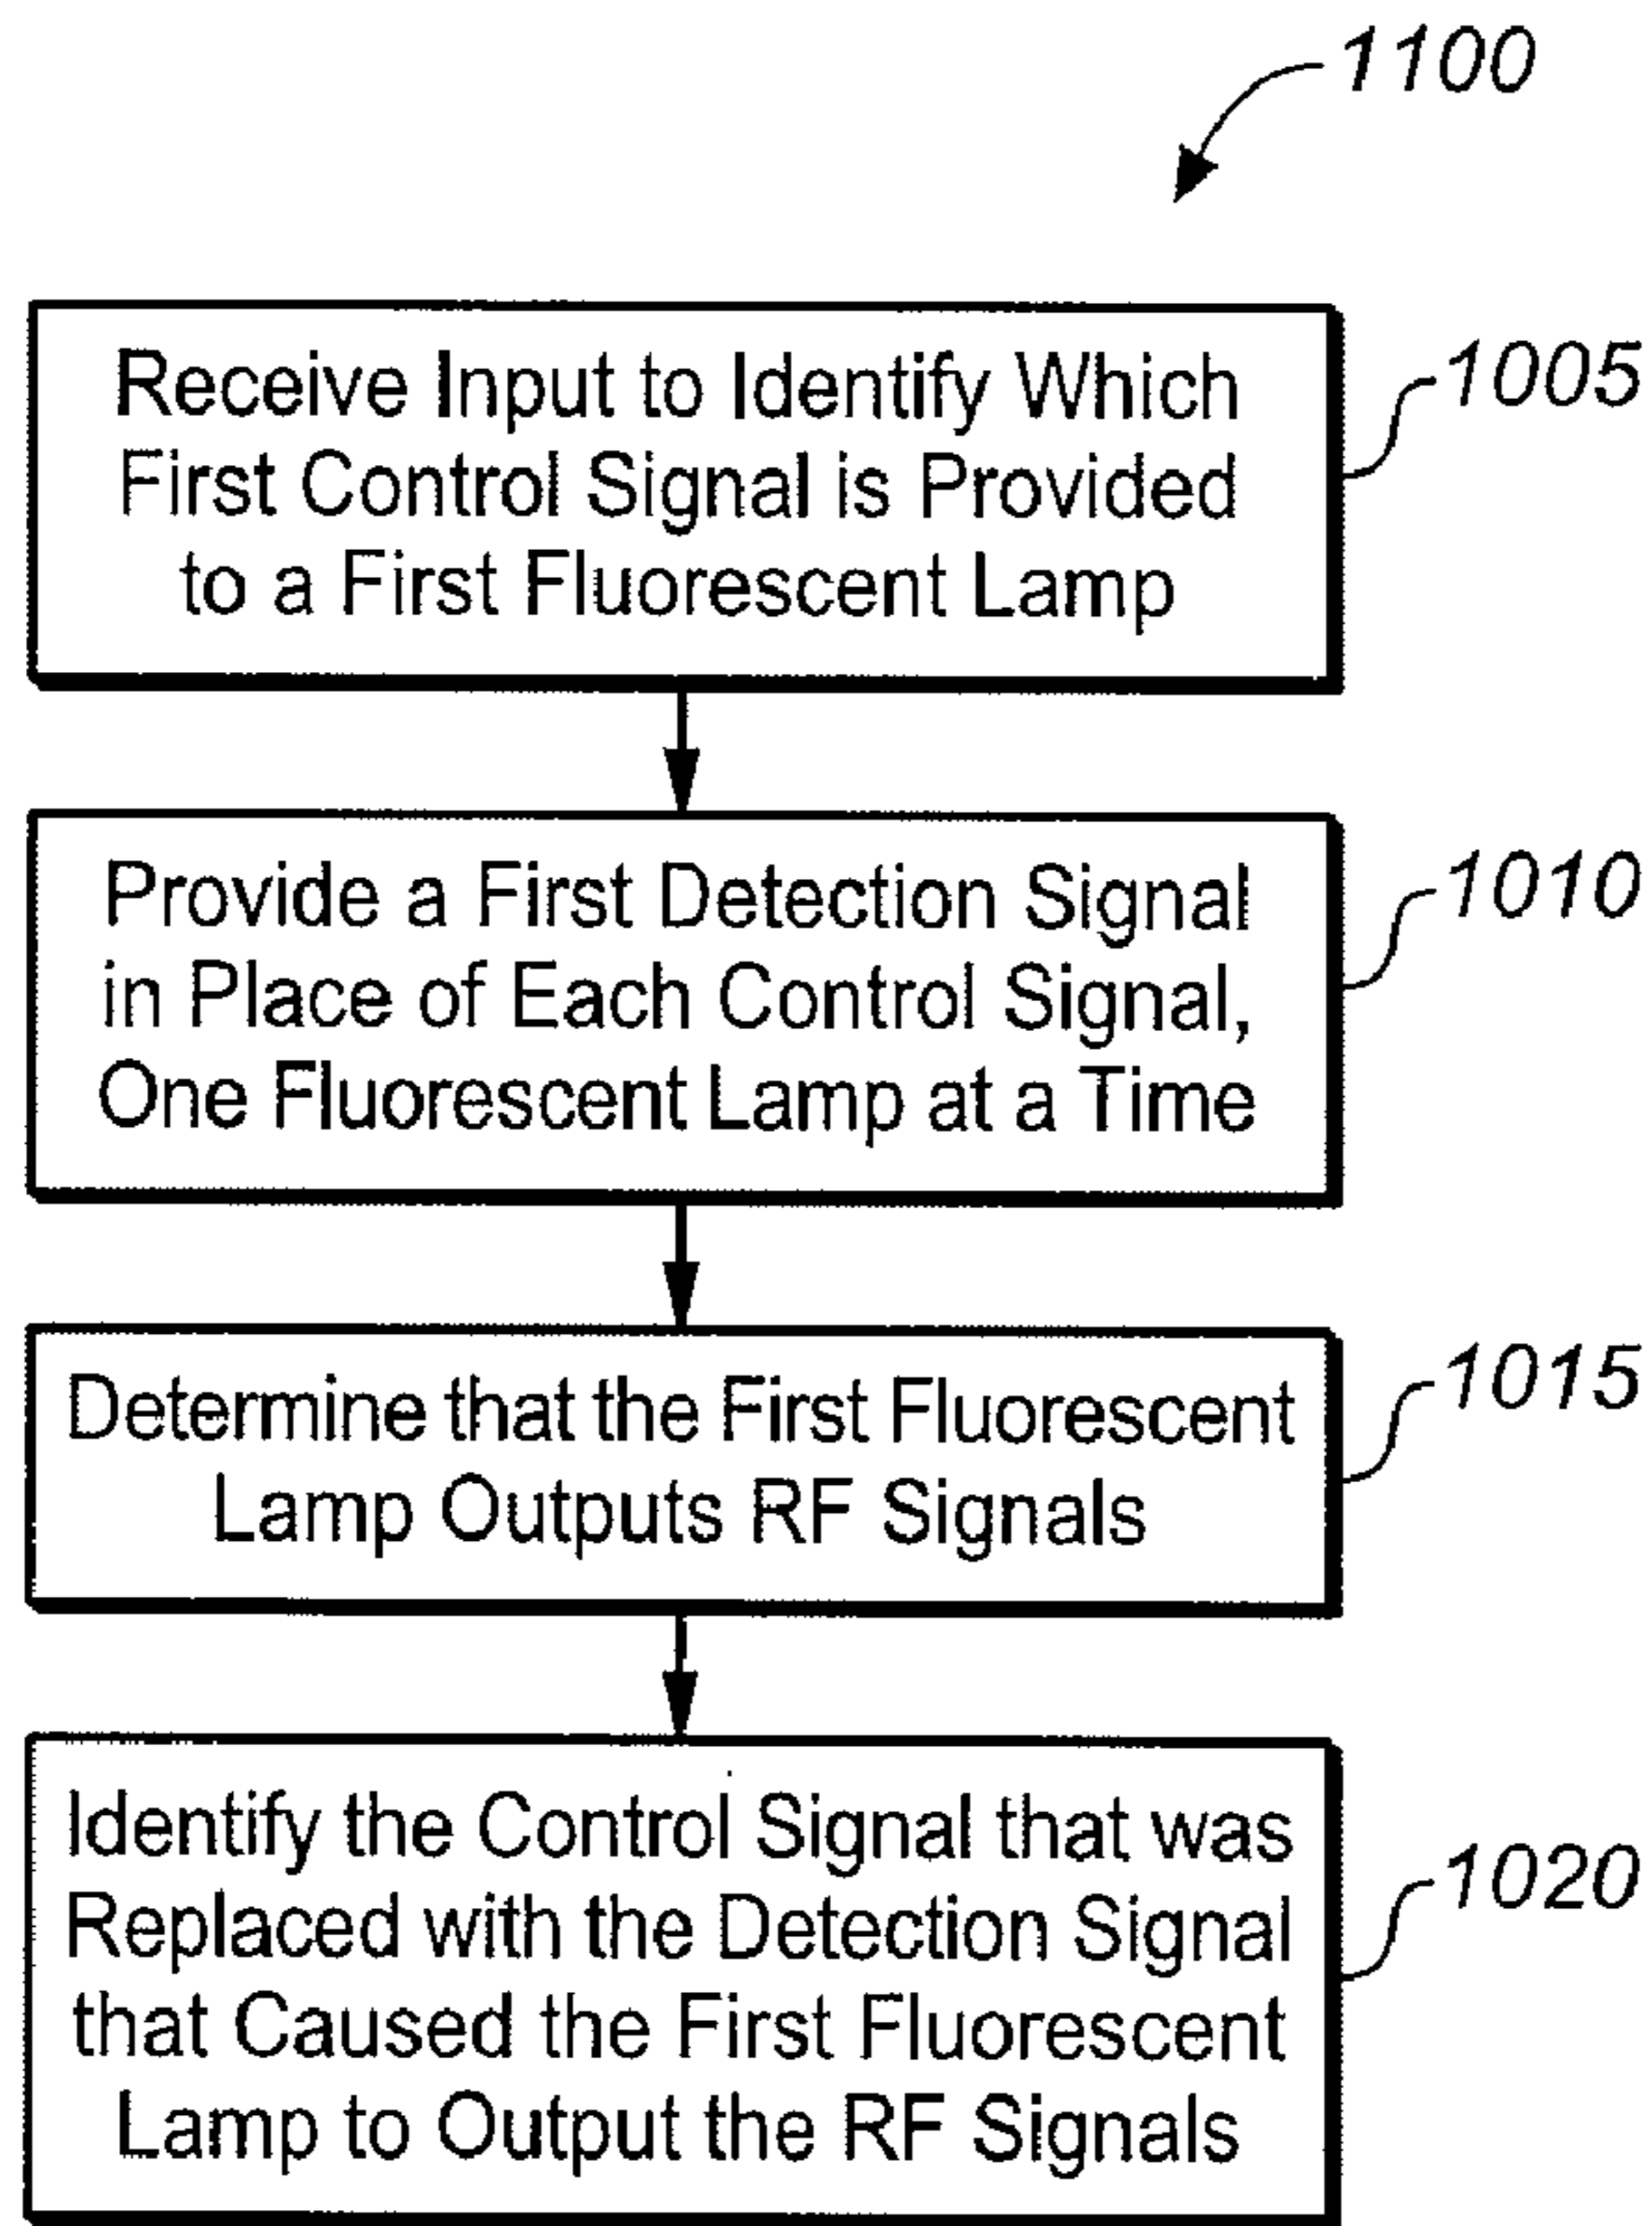 1100
Receive Input to Identify Which
First Control Signal is Provided
to a First Fluorescent Lamp
1005
Provide a First Detection Signal
in Place of Each Control Signal,
One Fluorescent Lamp at a Time
1010
Determine that the First Fluorescent
Lamp Outputs RF Signals
1015
Identify the Control Signal that was
Replaced with the Detection Signal
that Caused the First Fluorescent
Lamp to Output the RF Signals
1020